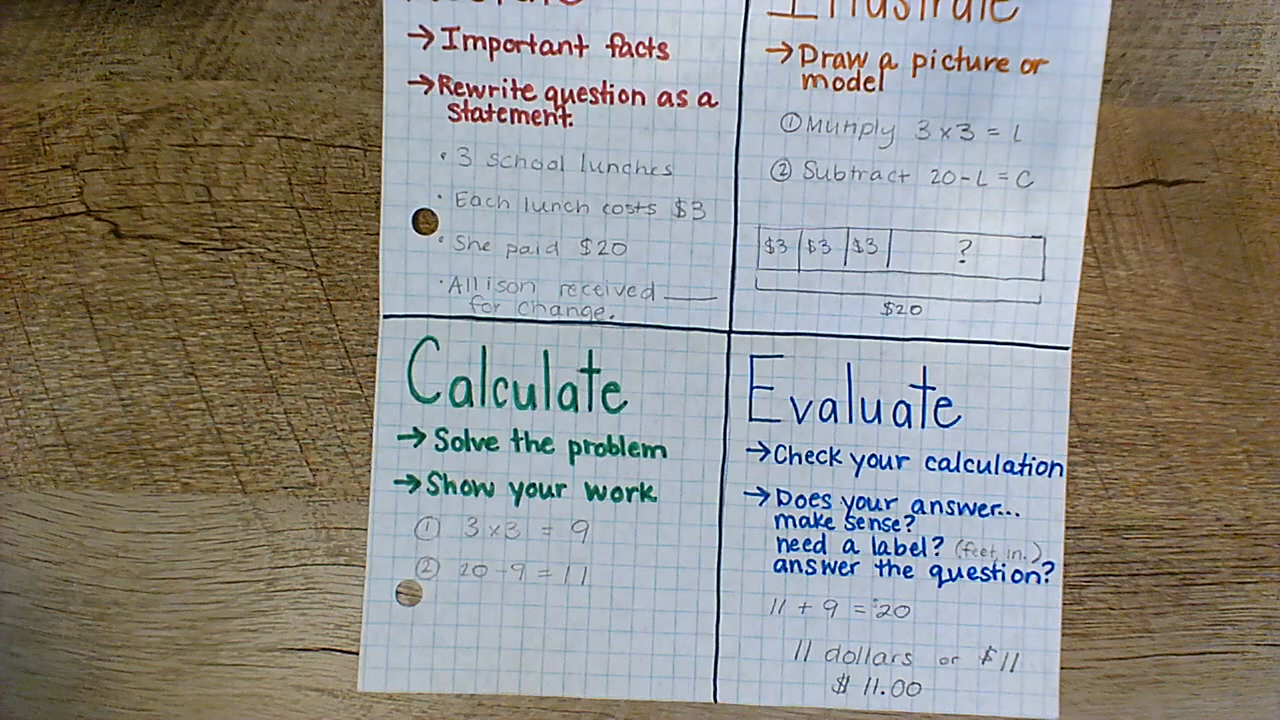 → Important facts
→ Rewrite question as a
statement.
• 3 school lunches
• Each lunch costs $3
• She paid $20
• Allison received ____
for change.
Illustrate
→ Draw a picture or
model
① Multiply 3 x 3 = L
② Subtract 20 - L = C
$3 $3 $3 ?
$20
Calculate
→ Solve the problem
→ Show your work
① 3 x 3 = 9
② 20 - 9 = 11
Evaluate
→ Check your calculation
→ Does your answer...
make sense?
need a label? (feet, in.)
answer the question?
11 + 9 = 20
11 dollars or $11
$ 11.00